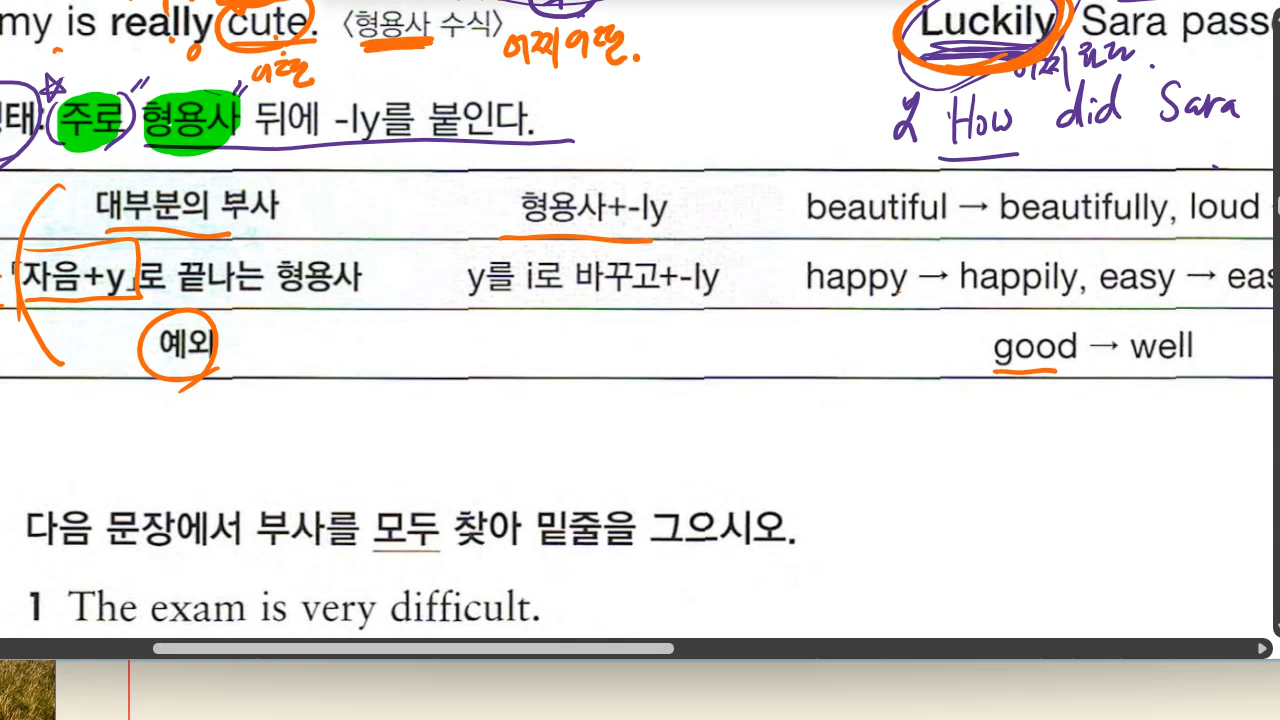 my is really cute. 〈형용사 수식〉
어찌 어떤.
어떤
Luckily Sara pass
How did Sara
태: 주로 형용사 뒤에 -ly를 붙인다.
대부분의 부사 형용사+-ly beautiful → beautifully, loud
「자음+y」로 끝나는 형용사 y를 i로 바꾸고+-ly happy → happily, easy → eas
예외 good → well
다음 문장에서 부사를 모두 찾아 밑줄을 그으시오.
1 The exam is very difficult.